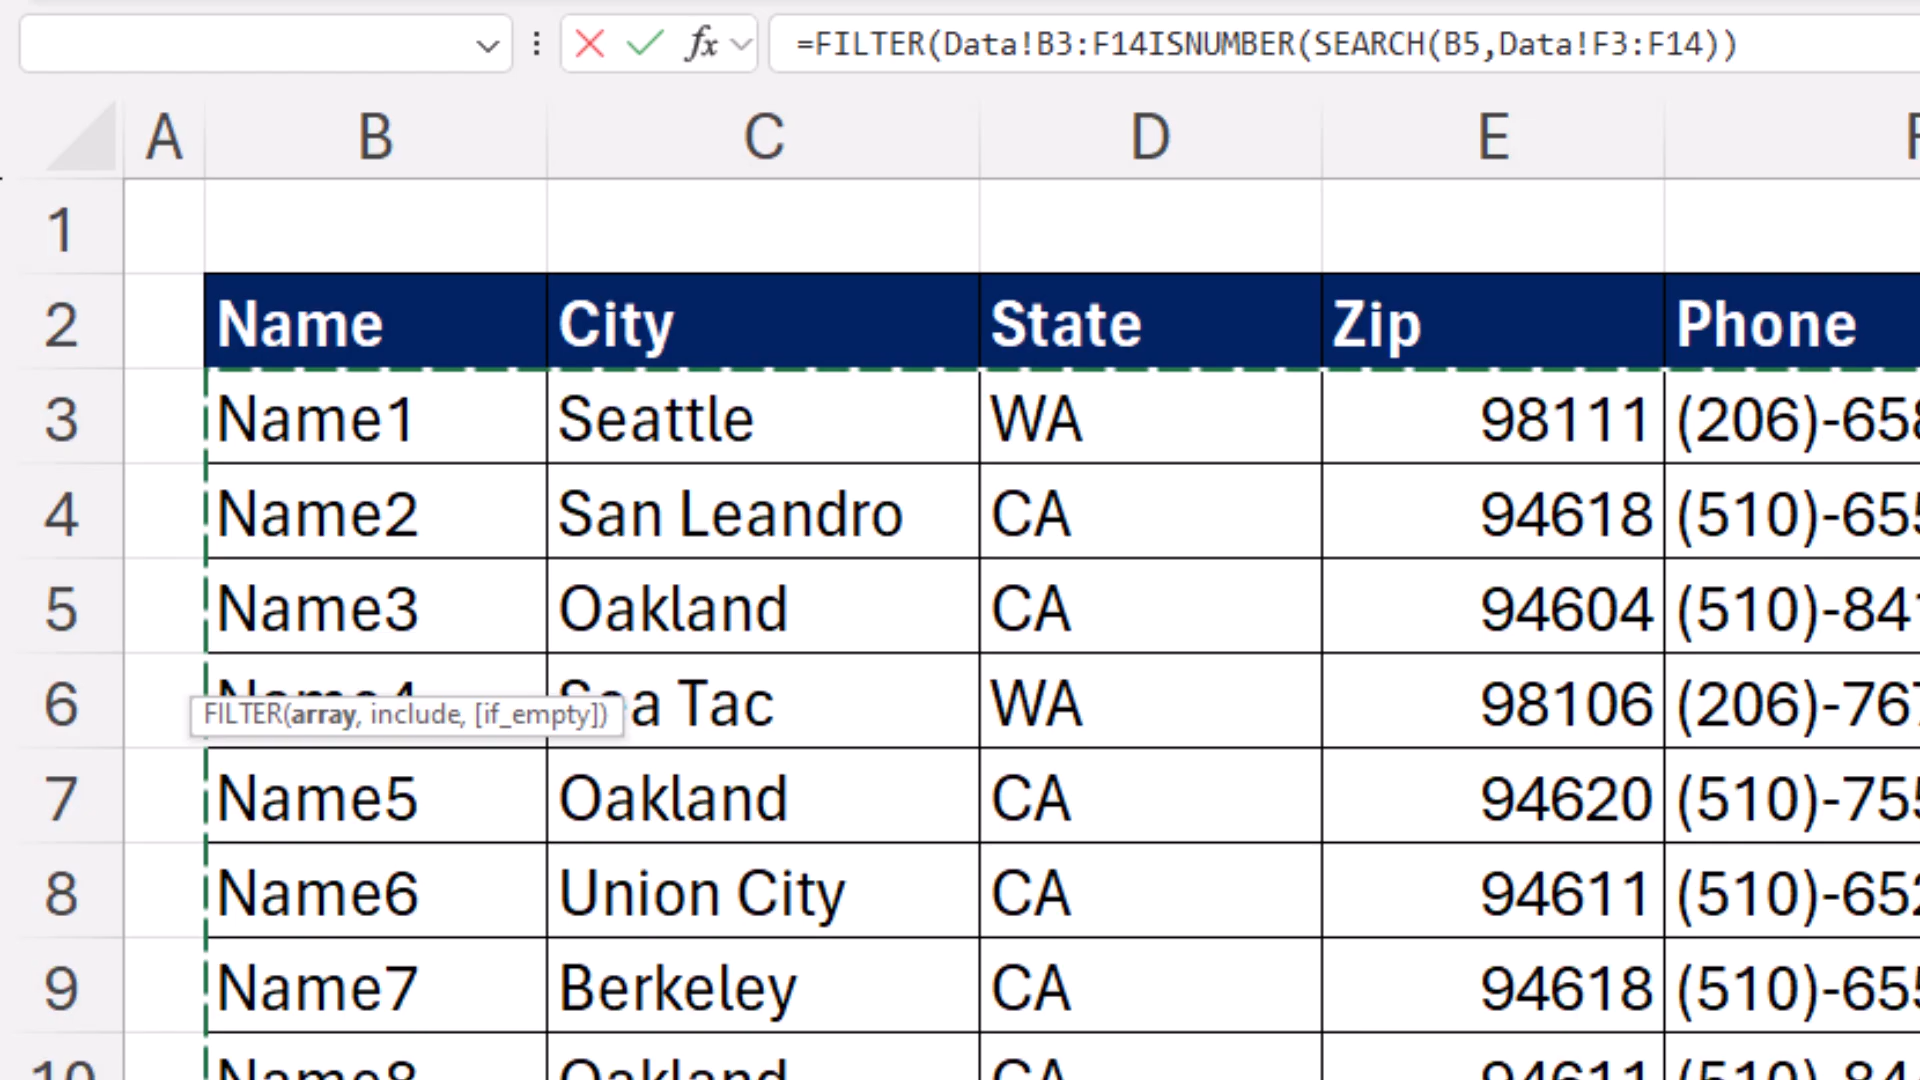 =FILTER(Data!B3:F14ISNUMBER(SEARCH(B5,Data!F3:F14))
A B C D E
1
2 Name City State Zip Phone
3 Name1 Seattle WA 98111 (206)-658
4 Name2 San Leandro CA 94618 (510)-655
5 Name3 Oakland CA 94604 (510)-841
6 Tac WA 98106 (206)-767
FILTER(array, include, [if_empty])
7 Name5 Oakland CA 94620 (510)-755
8 Name6 Union City CA 94611 (510)-652
9 Name7 Berkeley CA 94618 (510)-655
10 Name8 Oakland CA 94611 (510)-84